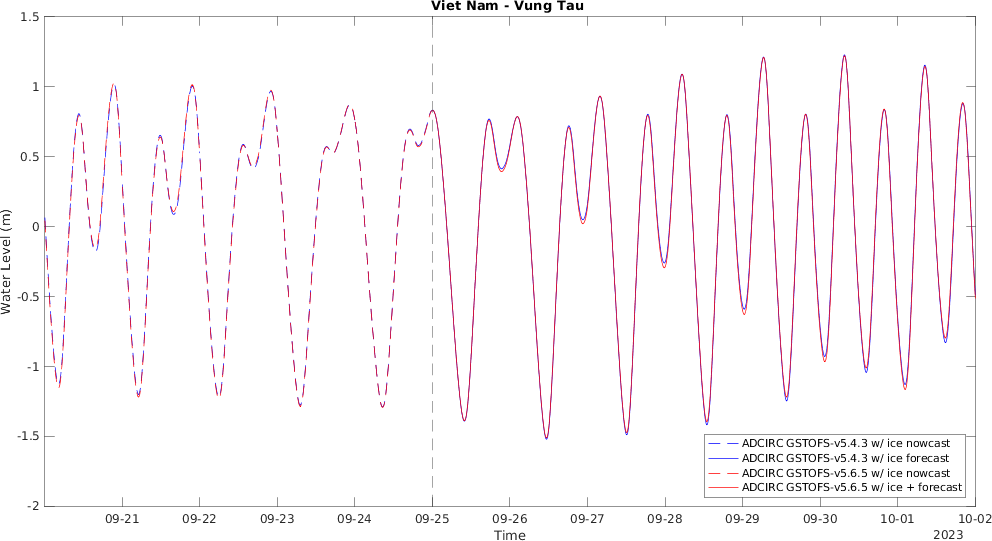 Viet Nam - Vung Tau
1.5
1
0.5
0
-0.5
-1
-1.5
-2
Water Level (m)
09-21 09-22 09-23 09-24 09-25 09-26 09-27 09-28 09-29 09-30 10-01 10-02
Time
2023
ADCIRC GSTOFS-v5.4.3 w/ ice nowcast
ADCIRC GSTOFS-v5.4.3 w/ ice forecast
ADCIRC GSTOFS-v5.6.5 w/ ice nowcast
ADCIRC GSTOFS-v5.6.5 w/ ice + forecast